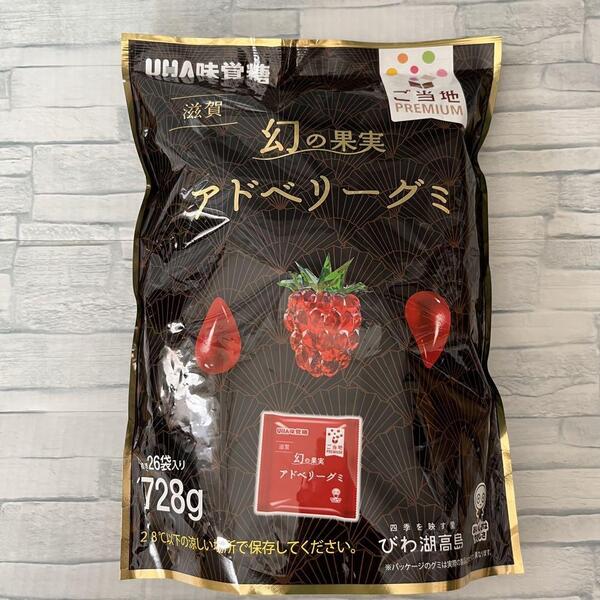 UHA味覚糖
ご当地
PREMIUM
滋賀
幻の果実
アドベリーグミ
UHA味覚糖
滋賀
ご当地
PREMIUM
幻の果実
アドベリーグミ
26袋入り
728g
28℃以下の涼しい場所で保存してください。
四季を映す里
びわ湖高島
※パッケージのグミは実際の